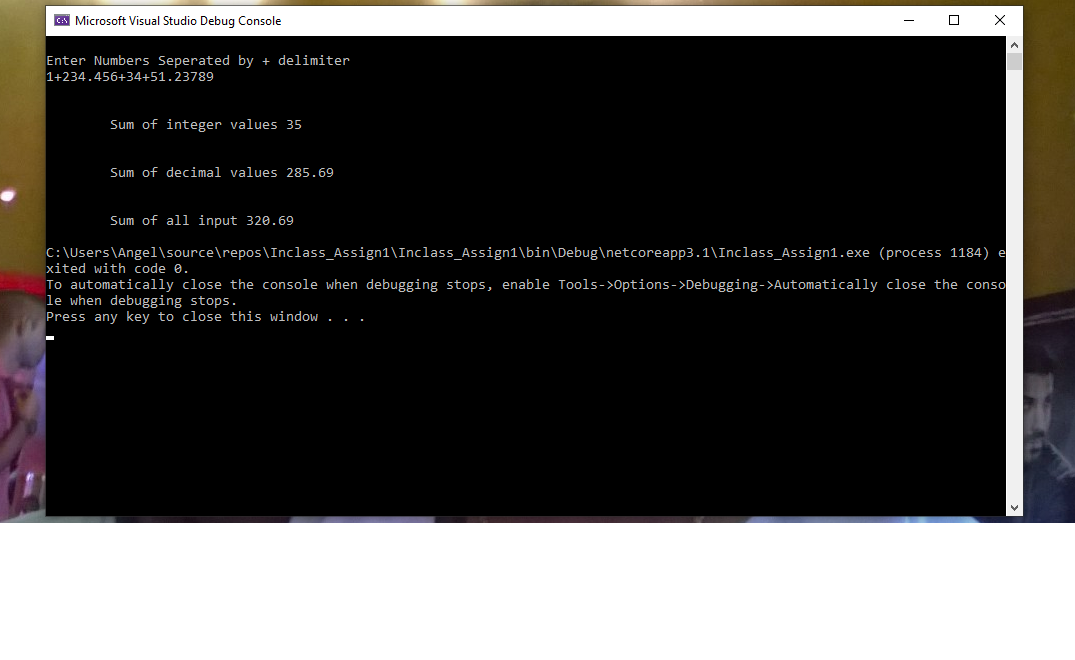 Microsoft Visual Studio Debug Console
Enter Numbers Seperated by + delimiter
1+234.456+34+51.23789
Sum of integer values 35
Sum of decimal values 285.69
Sum of all input 320.69
C:\Users\Angel\source\repos\Inclass_Assign1\Inclass_Assign1\bin\Debug\netcoreapp3.1\Inclass_Assign1.exe (process 1184) e
xited with code 0.
To automatically close the console when debugging stops, enable Tools->Options->Debugging->Automatically close the conso
le when debugging stops.
Press any key to close this window . . .